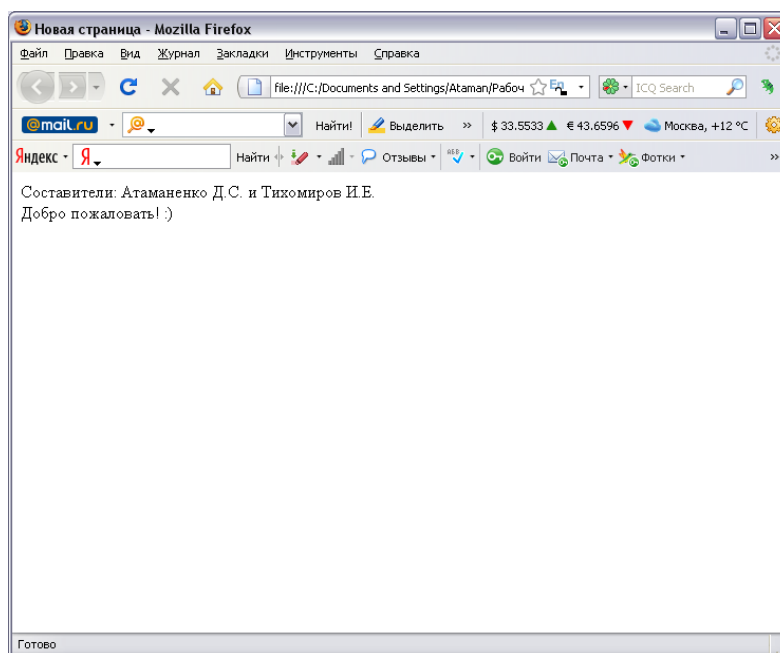 Новая страница - Mozilla Firefox
Файл Правка Вид Журнал Закладки Инструменты Справка
file:///C:/Documents and Settings/Ataman/Рабоч ICQ Search
@mail.ru @ Найти! Выделить » $ 33.5533 € 43.6596 Москва, +12 °C
Яндекс Я Найти Отзывы Войти Почта Фотки »
Составители: Атаманенко Д.С. и Тихомиров И.Е.
Добро пожаловать! :)
Готово